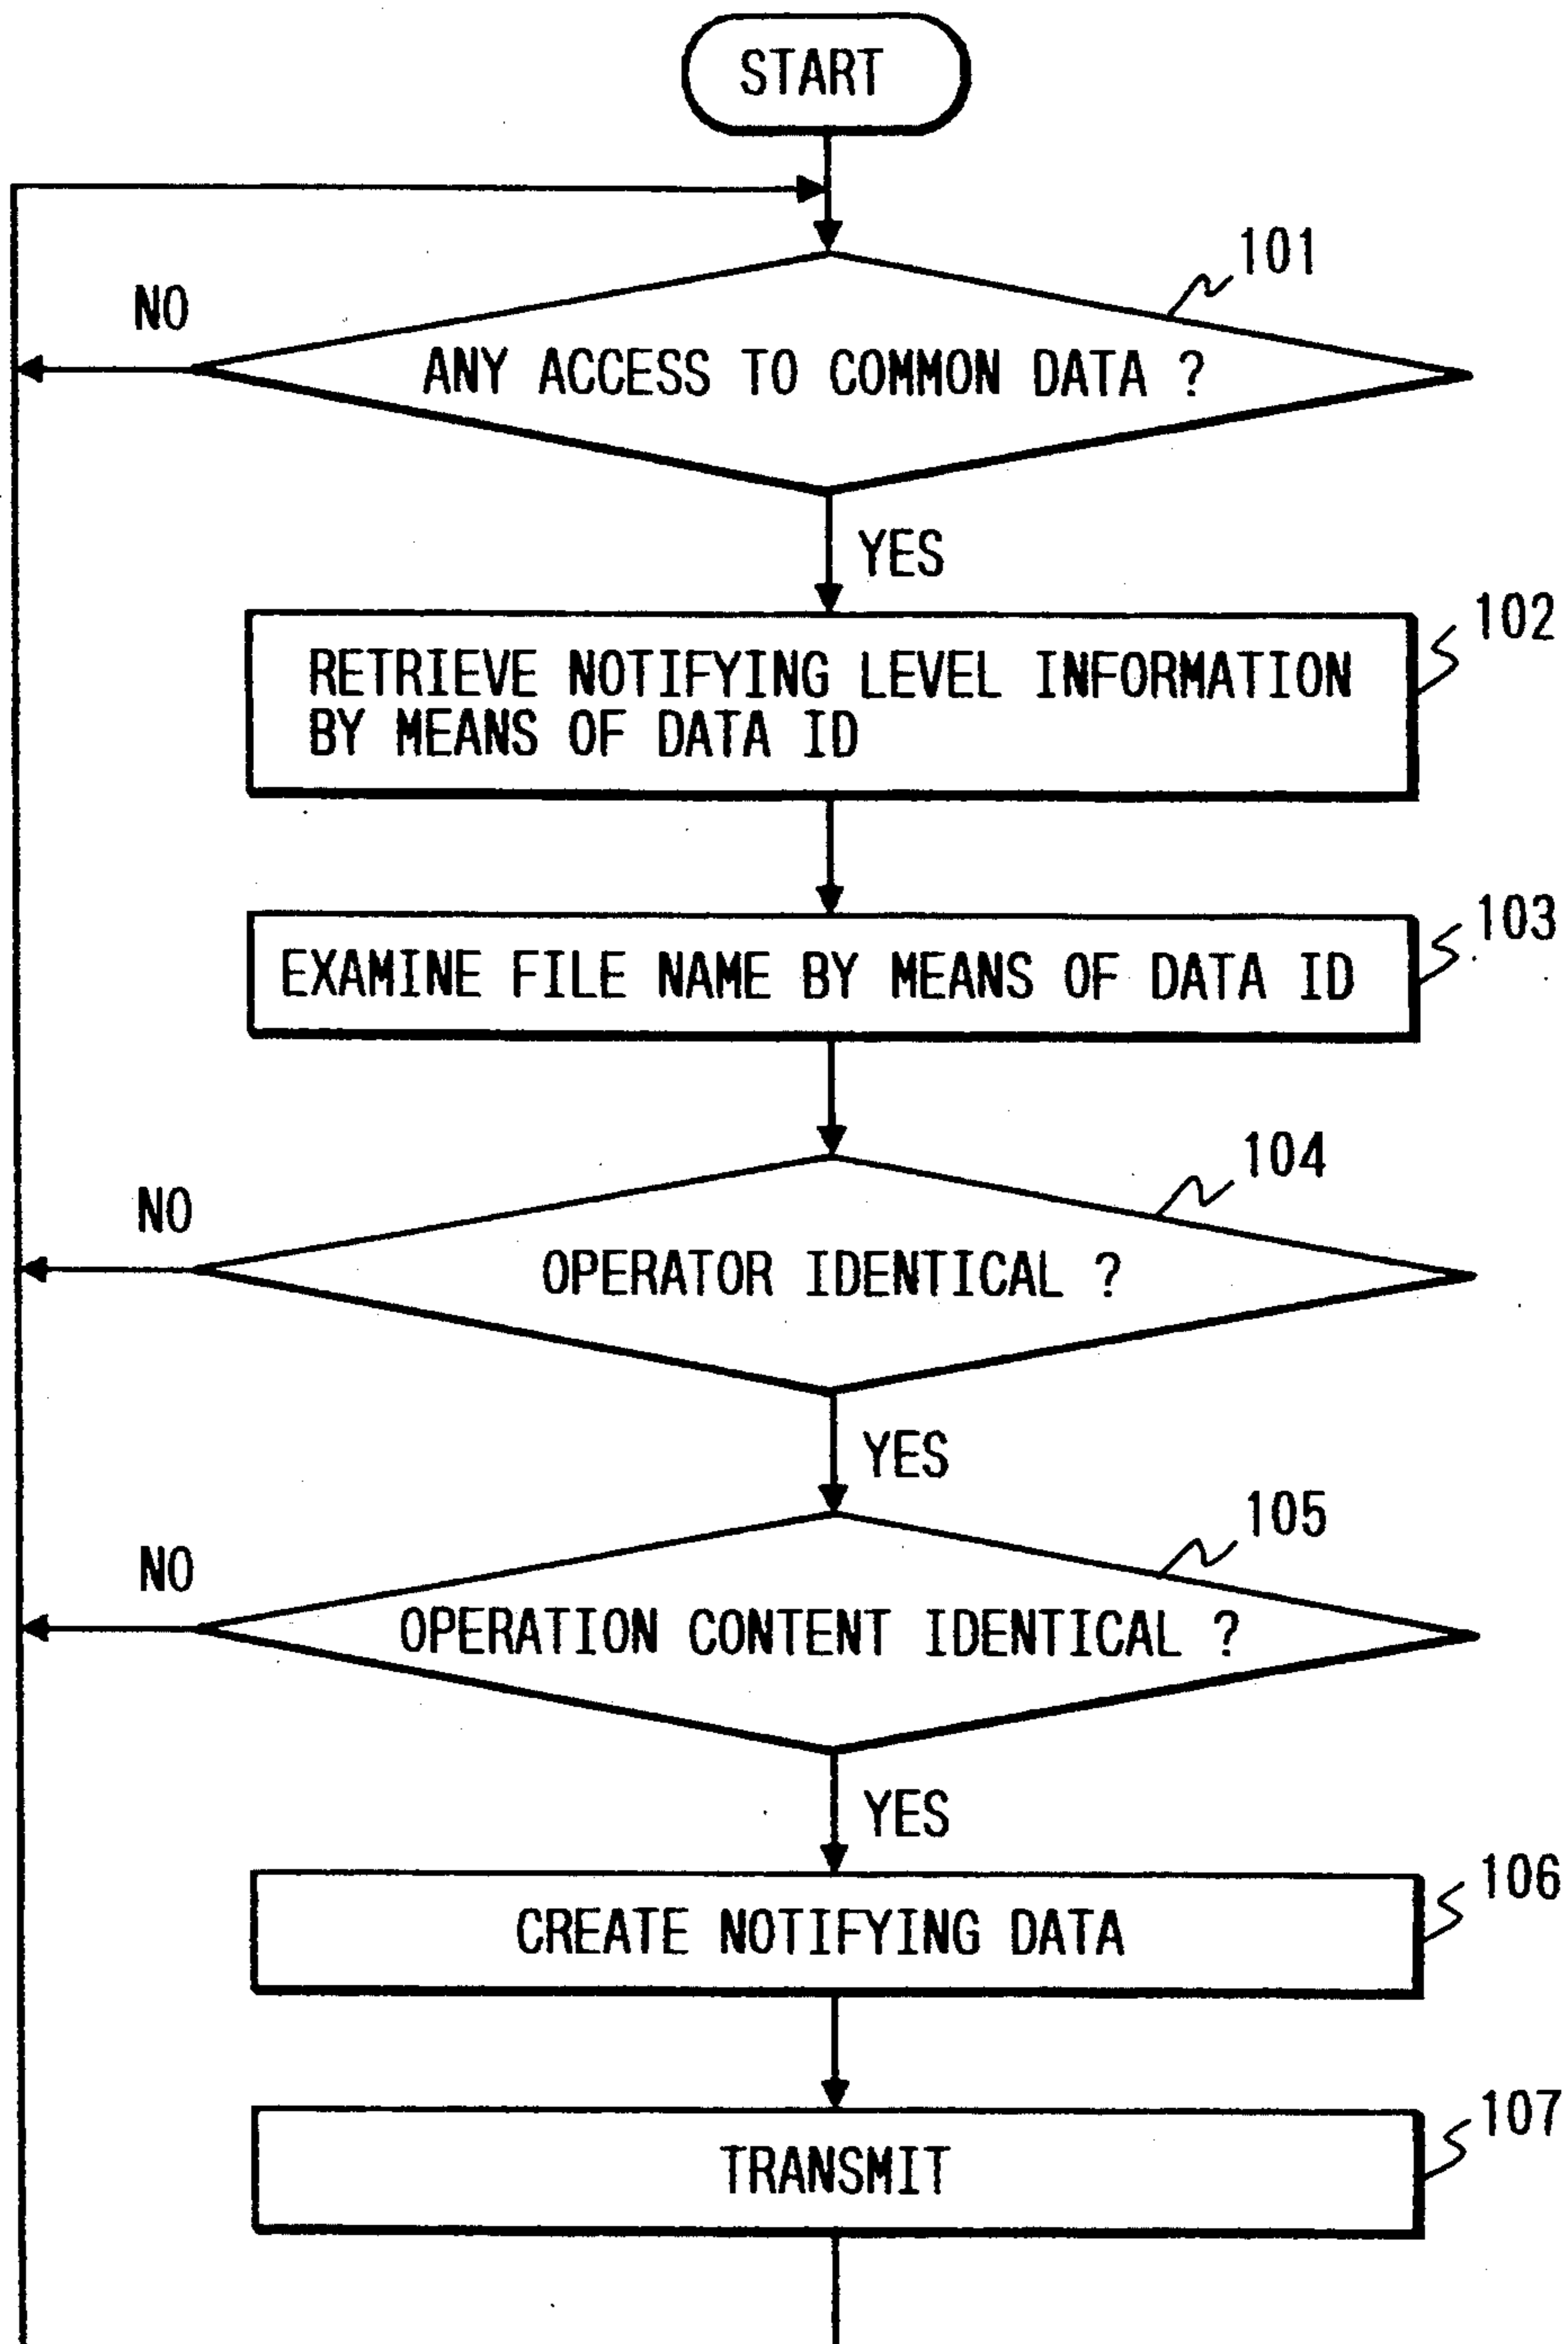 START
101
NO
ANY ACCESS TO COMMON DATA ?
YES
102
RETRIEVE NOTIFYING LEVEL INFORMATION
BY MEANS OF DATA ID
103
EXAMINE FILE NAME BY MEANS OF DATA ID
104
NO
OPERATOR IDENTICAL ?
YES
105
NO
OPERATION CONTENT IDENTICAL ?
YES
106
CREATE NOTIFYING DATA
107
TRANSMIT